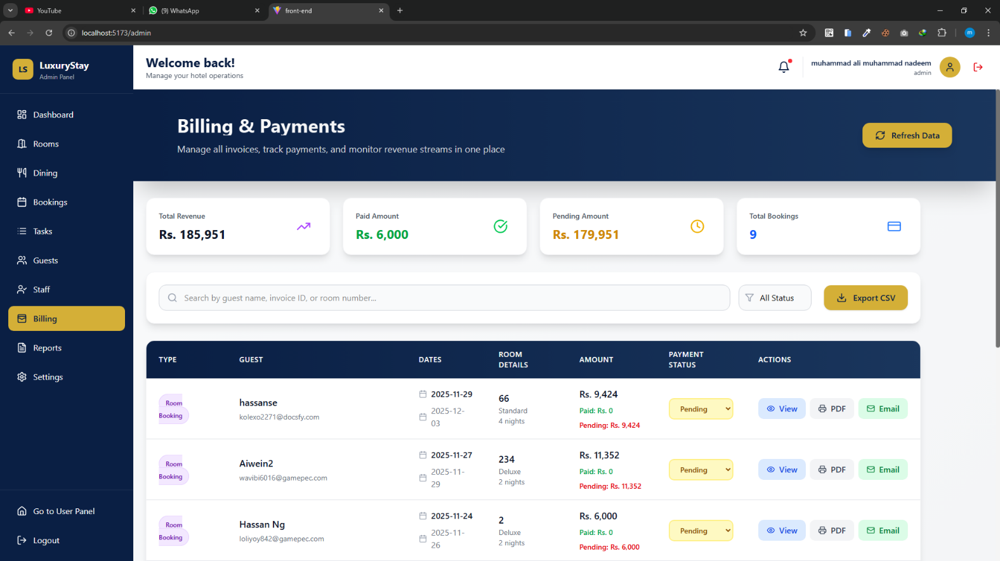 YouTube
(9) WhatsApp
front-end
localhost:5173/admin
m
LS
LuxuryStay
Admin Panel
Welcome back!
Manage your hotel operations
muhammad ali muhammad nadeem
admin
Dashboard
Rooms
Dining
Bookings
Tasks
Guests
Staff
Billing
Reports
Settings
Go to User Panel
Logout
Billing & Payments
Manage all invoices, track payments, and monitor revenue streams in one place
Refresh Data
Total Revenue
Rs. 185,951
Paid Amount
Rs. 6,000
Pending Amount
Rs. 179,951
Total Bookings
9
Search by guest name, invoice ID, or room number...
All Status
Export CSV
TYPE
GUEST
DATES
ROOM
DETAILS
AMOUNT
PAYMENT
STATUS
ACTIONS
Room
Booking
hassanse
kolexo2271@docsfy.com
2025-11-29
2025-12-
03
66
Standard
4 nights
Rs. 9,424
Paid: Rs. 0
Pending: Rs. 9,424
Pending
View
PDF
Email
Room
Booking
Aiwein2
wavibi6016@gamepec.com
2025-11-27
2025-11-
29
234
Deluxe
2 nights
Rs. 11,352
Paid: Rs. 0
Pending: Rs. 11,352
Pending
View
PDF
Email
Room
Booking
Hassan Ng
loliyoy842@gamepec.com
2025-11-24
2025-11-
26
2
Deluxe
2 nights
Rs. 6,000
Paid: Rs. 0
Pending: Rs. 6,000
Pending
View
PDF
Email